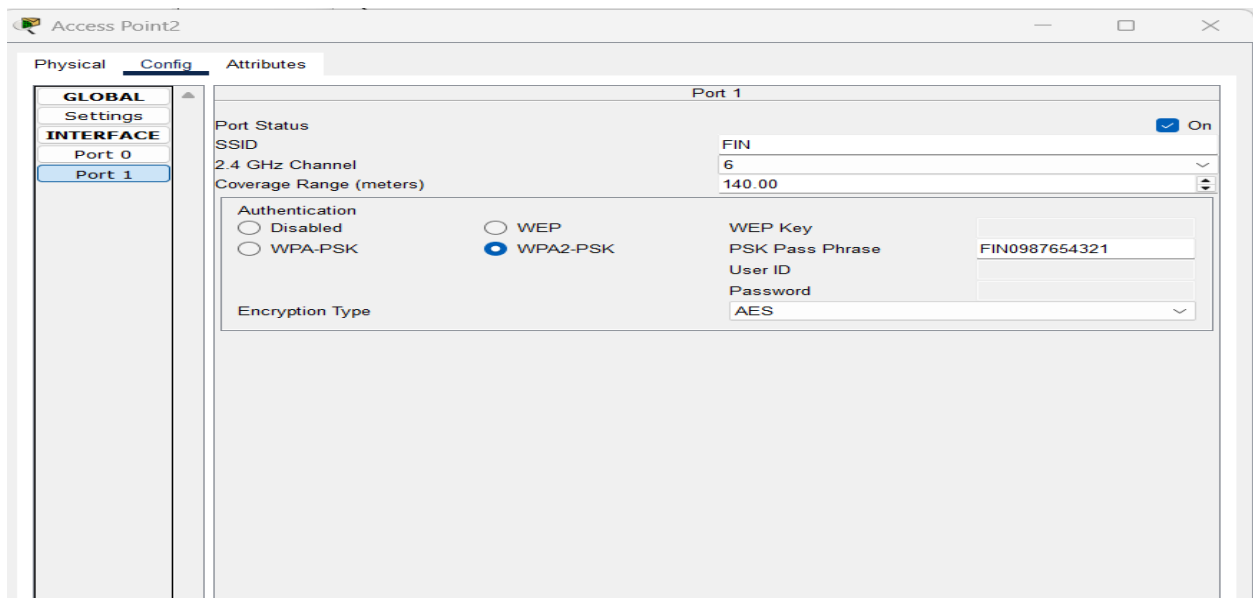 Access Point2
Physical Config Attributes
GLOBAL
Settings
INTERFACE
Port 0
Port 1
Port 1
Port Status On
SSID FIN
2.4 GHz Channel 6
Coverage Range (meters) 140.00
Authentication
Disabled WEP WEP Key
WPA-PSK WPA2-PSK PSK Pass Phrase FIN0987654321
User ID
Password
Encryption Type AES